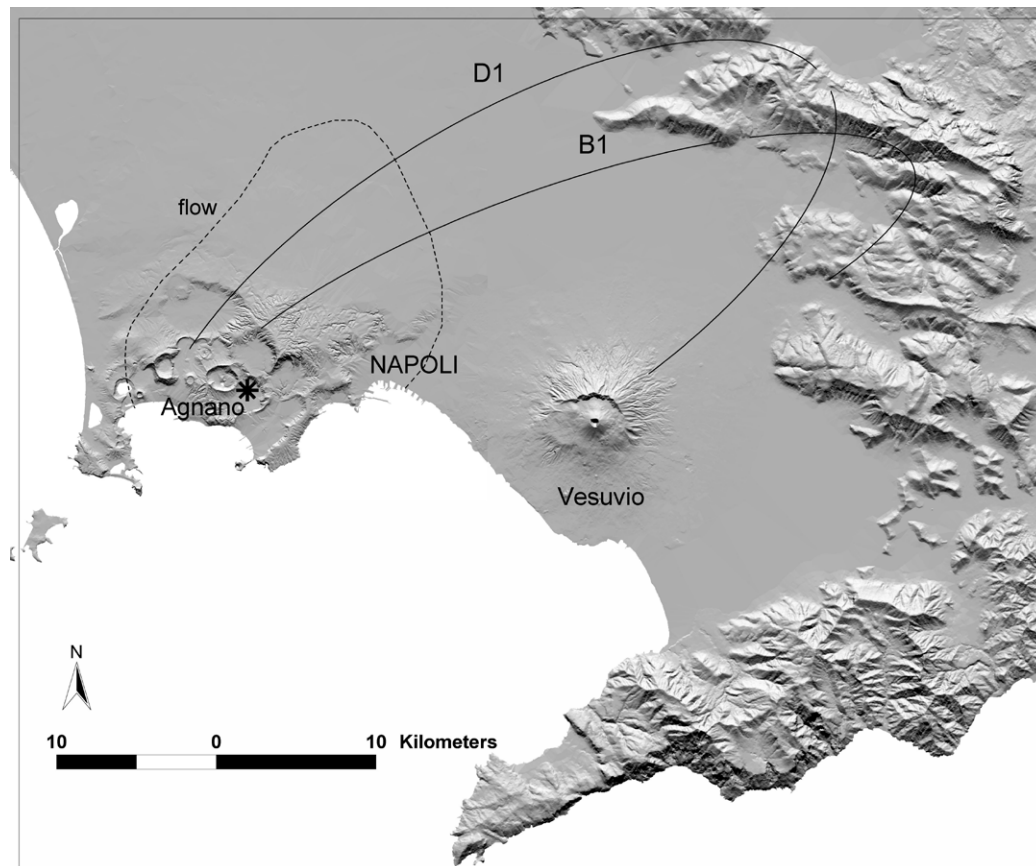 D1
B1
flow
NAPOLI
Agnano
Vesuvio
N
10 0 10 Kilometers